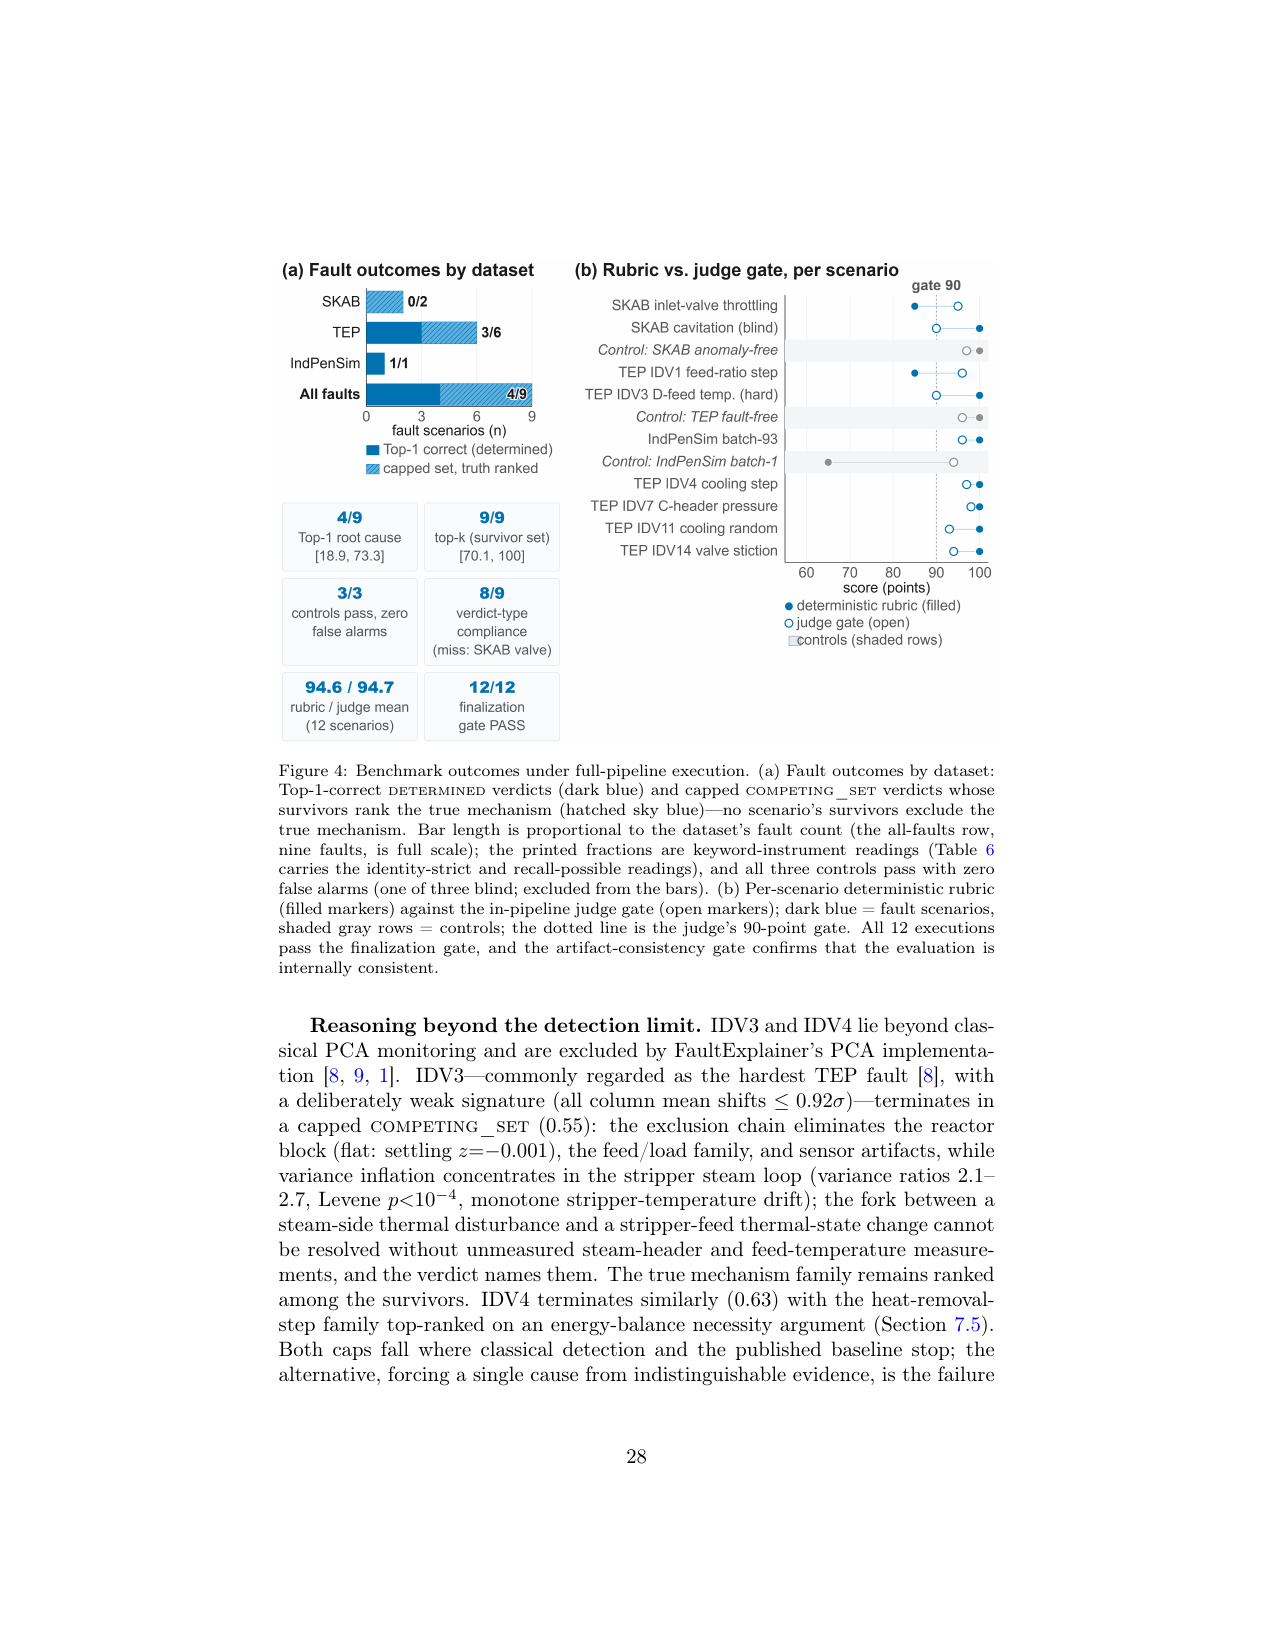 (a) Fault outcomes by dataset
SKAB
0/2
TEP
3/6
IndPenSim
1/1
All faults
4/9
0 3 6 9
fault scenarios (n)
Top-1 correct (determined)
capped set, truth ranked
4/9
Top-1 root cause
[18.9, 73.3]
9/9
top-k (survivor set)
[70.1, 100]
3/3
controls pass, zero
false alarms
8/9
verdict-type
compliance
(miss: SKAB valve)
94.6 / 94.7
rubric / judge mean
(12 scenarios)
12/12
finalization
gate PASS
(b) Rubric vs. judge gate, per scenario
gate 90
SKAB inlet-valve throttling
SKAB cavitation (blind)
Control: SKAB anomaly-free
TEP IDV1 feed-ratio step
TEP IDV3 D-feed temp. (hard)
Control: TEP fault-free
IndPenSim batch-93
Control: IndPenSim batch-1
TEP IDV4 cooling step
TEP IDV7 C-header pressure
TEP IDV11 cooling random
TEP IDV14 valve stiction
60 70 80 90 100
score (points)
deterministic rubric (filled)
judge gate (open)
controls (shaded rows)
Figure 4: Benchmark outcomes under full-pipeline execution. (a) Fault outcomes by dataset:
Top-1-correct DETERMINED verdicts (dark blue) and capped COMPETING_SET verdicts whose
survivors rank the true mechanism (hatched sky blue)—no scenario's survivors exclude the
true mechanism. Bar length is proportional to the dataset's fault count (the all-faults row,
nine faults, is full scale); the printed fractions are keyword-instrument readings (Table 6
carries the identity-strict and recall-possible readings), and all three controls pass with zero
false alarms (one of three blind; excluded from the bars). (b) Per-scenario deterministic rubric
(filled markers) against the in-pipeline judge gate (open markers); dark blue = fault scenarios,
shaded gray rows = controls; the dotted line is the judge's 90-point gate. All 12 executions
pass the finalization gate, and the artifact-consistency gate confirms that the evaluation is
internally consistent.
Reasoning beyond the detection limit. IDV3 and IDV4 lie beyond clas-
sical PCA monitoring and are excluded by FaultExplainer's PCA implementa-
tion [8, 9, 1]. IDV3—commonly regarded as the hardest TEP fault [8], with
a deliberately weak signature (all column mean shifts ≤ 0.92σ)—terminates in
a capped COMPETING_SET (0.55): the exclusion chain eliminates the reactor
block (flat: settling z=−0.001), the feed/load family, and sensor artifacts, while
variance inflation concentrates in the stripper steam loop (variance ratios 2.1–
2.7, Levene p<10⁻⁴, monotone stripper-temperature drift); the fork between a
steam-side thermal disturbance and a stripper-feed thermal-state change cannot
be resolved without unmeasured steam-header and feed-temperature measure-
ments, and the verdict names them. The true mechanism family remains ranked
among the survivors. IDV4 terminates similarly (0.63) with the heat-removal-
step family top-ranked on an energy-balance necessity argument (Section 7.5).
Both caps fall where classical detection and the published baseline stop; the
alternative, forcing a single cause from indistinguishable evidence, is the failure
28